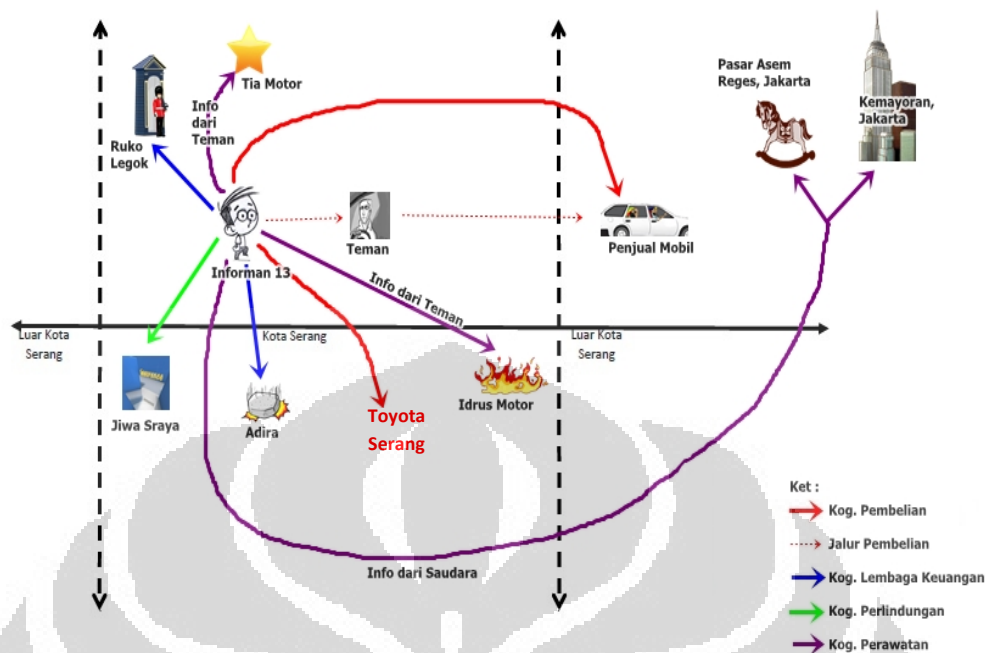 Pasar Asem
Reges, Jakarta
Tia Motor
Kemayoran,
Jakarta
Info
dari
Teman
Ruko
Legok
Teman
Penjual Mobil
Informan 13
Info dari Teman
Luar Kota
Serang
Kota Serang
Luar Kota
Serang
Jiwa Sraya
Adira
Toyota
Serang
Idrus Motor
Info dari Saudara
Ket :
Kog. Pembelian
Jalur Pembelian
Kog. Lembaga Keuangan
Kog. Perlindungan
Kog. Perawatan